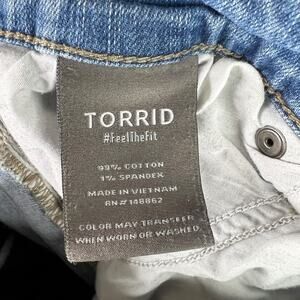 TORRID
#FeelTheFit
99% COTTON
1% SPANDEX
MADE IN VIETNAM
RN# 148862
COLOR MAY TRANSFER
WHEN WORN OR WASHED.